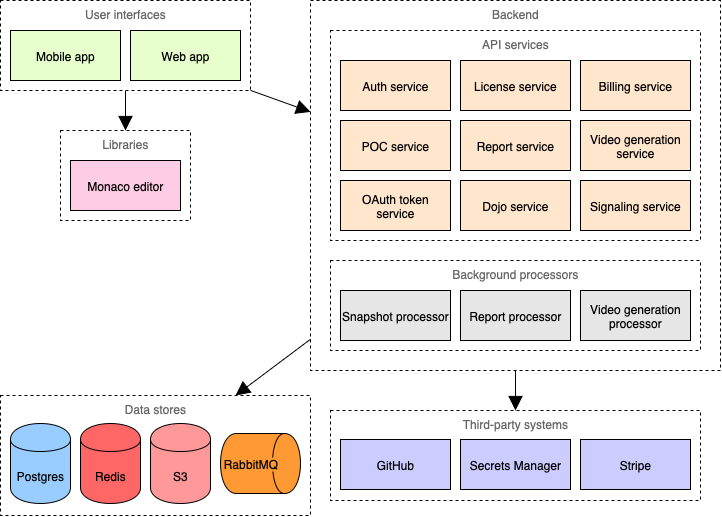 User interfaces
Mobile app
Web app
Libraries
Monaco editor
Backend
API services
Auth service
License service
Billing service
POC service
Report service
Video generation
service
OAuth token
service
Dojo service
Signaling service
Background processors
Snapshot processor
Report processor
Video generation
processor
Data stores
Postgres
Redis
S3
RabbitMQ
Third-party systems
GitHub
Secrets Manager
Stripe